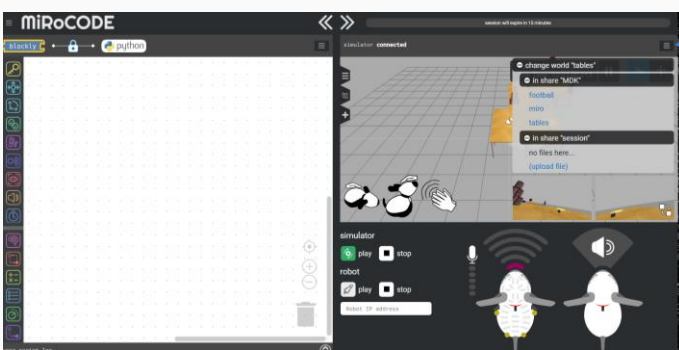 MiRoCODE
session will expire in 15 minutes
blockly
python
simulator connected
change world "tables"
in share "MDK"
football
miro
tables
in share "session"
no files here...
(upload file)
simulator
play stop
robot
play stop
Robot IP address